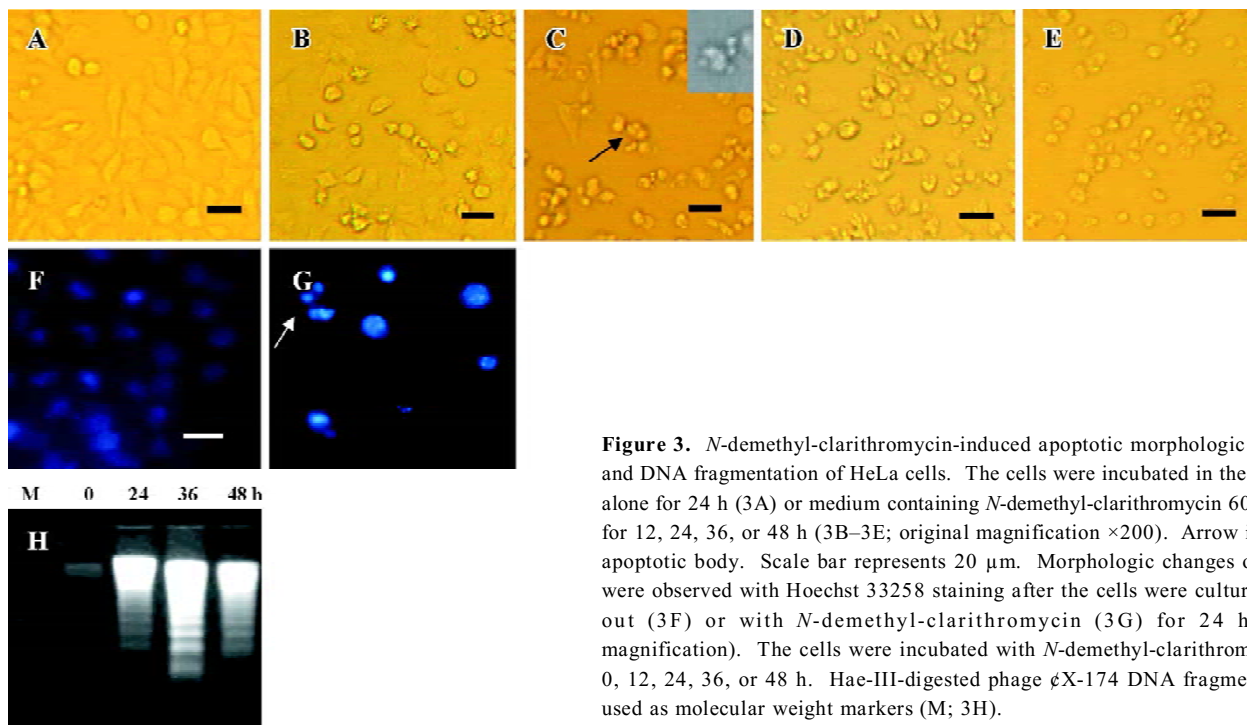 A B C D E
F G
M 0 24 36 48 h
H
Figure 3. N-demethyl-clarithromycin-induced apoptotic morphologic
and DNA fragmentation of HeLa cells. The cells were incubated in the
alone for 24 h (3A) or medium containing N-demethyl-clarithromycin 60
for 12, 24, 36, or 48 h (3B–3E; original magnification ×200). Arrow
apoptotic body. Scale bar represents 20 µm. Morphologic changes
were observed with Hoechst 33258 staining after the cells were cultur
out (3F) or with N-demethyl-clarithromycin (3G) for 24 h
magnification). The cells were incubated with N-demethyl-clarithrom
0, 12, 24, 36, or 48 h. Hae-III-digested phage ¢X-174 DNA fragme
used as molecular weight markers (M; 3H).